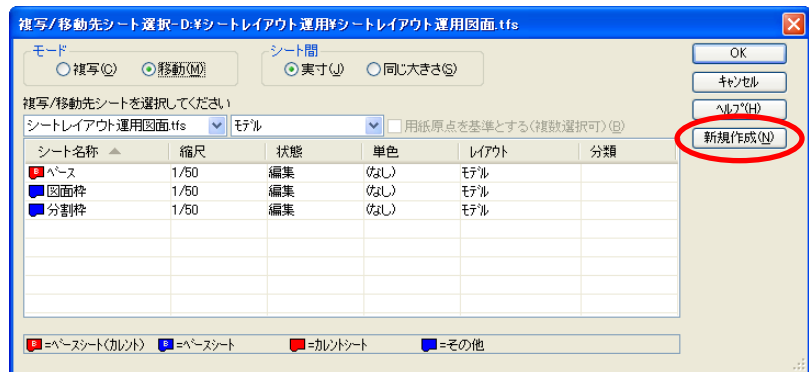 複写/移動先シート選択-D:¥シートレイアウト運用¥シートレイアウト運用図面.tfs
モード
複写(C) 移動(M)
シート間
実寸(J) 同じ大きさ(S)
OK
キャンセル
ヘルプ(H)
新規作成(N)
複写/移動先シートを選択してください
シートレイアウト運用図面.tfs モデル 用紙原点を基準とする(複数選択可)(B)
シート名称 縮尺 状態 単色 レイアウト 分類
B ベース 1/50 編集 (なし) モデル
図面枠 1/50 編集 (なし) モデル
分割枠 1/50 編集 (なし) モデル
B =ベースシート(カレント) B =ベースシート =カレントシート =その他